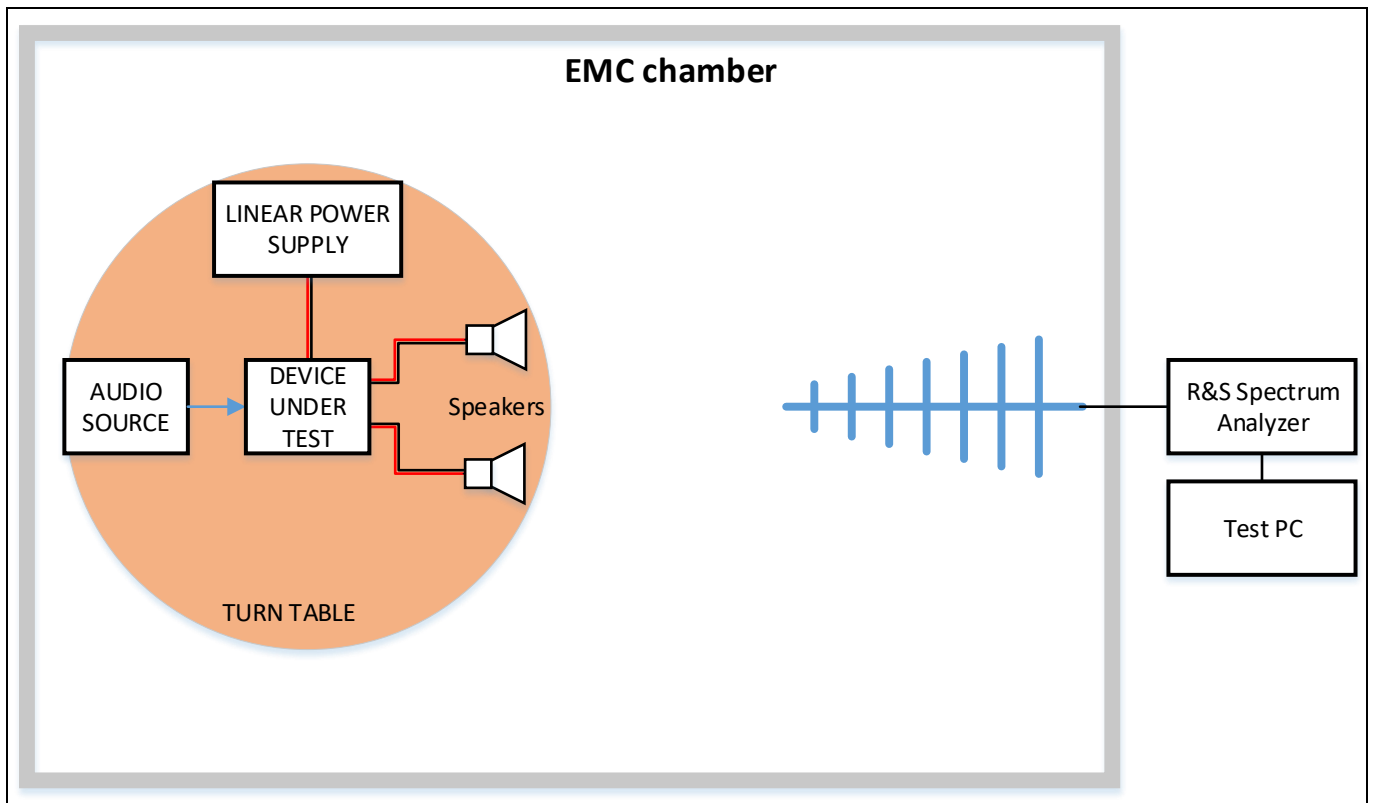 EMC chamber
LINEAR POWER
SUPPLY
AUDIO
SOURCE
DEVICE
UNDER
TEST
Speakers
TURN TABLE
R&S Spectrum
Analyzer
Test PC